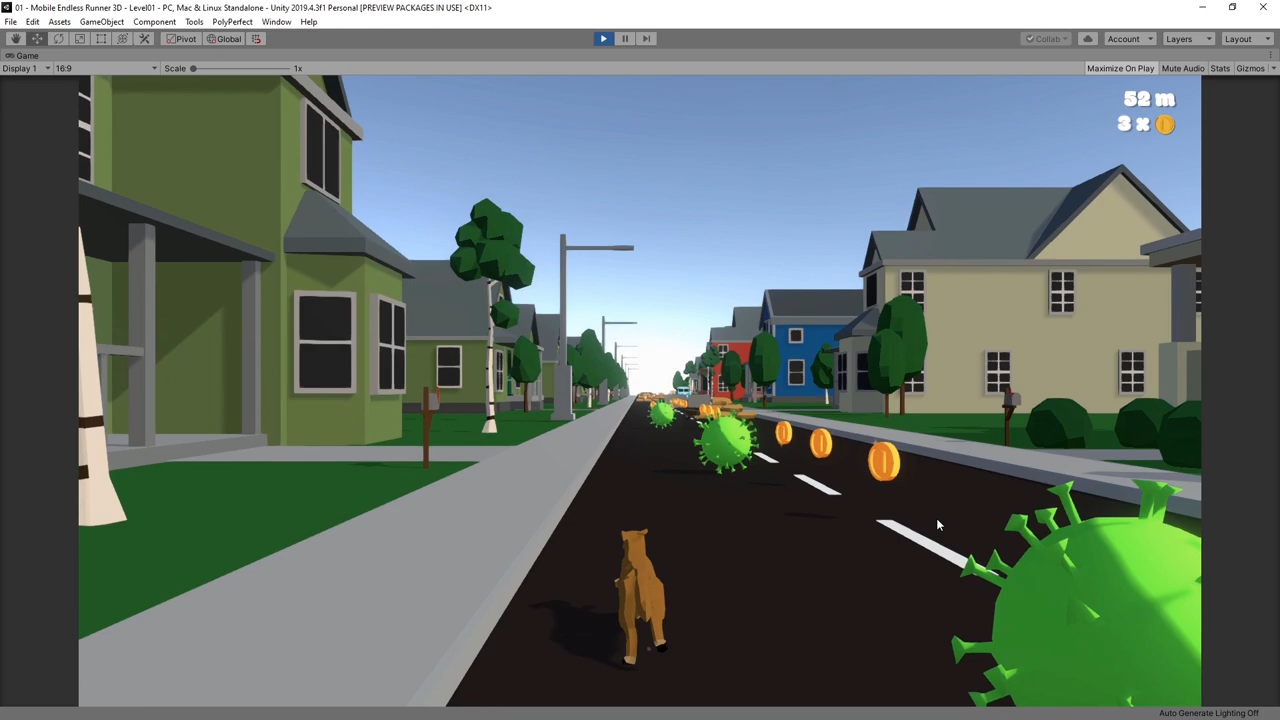 01 - Mobile Endless Runner 3D - Level01 - PC, Mac & Linux Standalone - Unity 2019.4.3f1 Personal [PREVIEW PACKAGES IN USE] <DX11>
File Edit Assets GameObject Component Tools PolyPerfect Window Help
Pivot Global Collab Account Layers Layout
Game
Display 1 16:9 Scale 1x Maximize On Play Mute Audio Stats Gizmos
52 m
3 x
Auto Generate Lighting Off